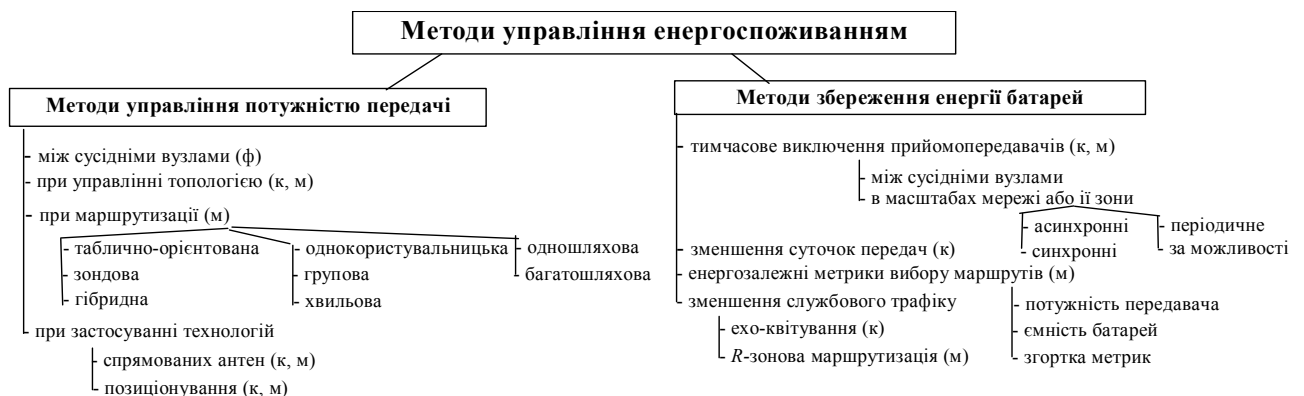 Методи управління енергоспоживанням
Методи управління потужністю передачі
- між сусідніми вузлами (ф)
- при управлінні топологією (к, м)
- при маршрутизації (м)
- таблично-орієнтована
- зондова
- гібридна
- однокористувальницька
- групова
- хвильова
- одношляхова
- багатошляхова
- при застосуванні технологій
- спрямованих антен (к, м)
- позиціонування (к, м)
Методи збереження енергії батарей
- тимчасове виключення прийомопередавачів (к, м)
- між сусідніми вузлами
- в масштабах мережі або ії зони
- асинхронні
- синхронні
- періодичне
- за можливості
- зменшення суточок передач (к)
- енергозалежні метрики вибору маршрутів (м)
- потужність передавача
- ємність батарей
- згортка метрик
- зменшення службового трафіку
- ехо-квітування (к)
- R-зонова маршрутизація (м)